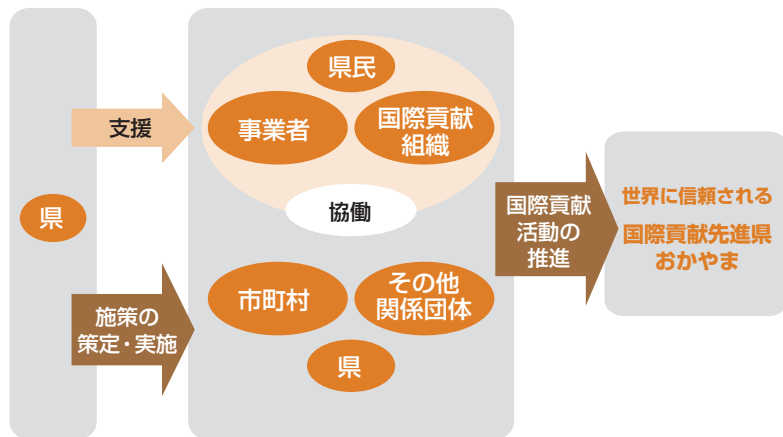 県
支援
施策の
策定・実施
県民
事業者
国際貢献
組織
協働
市町村
その他
関係団体
県
国際貢献
活動の
推進
世界に信頼される
国際貢献先進県
おかやま